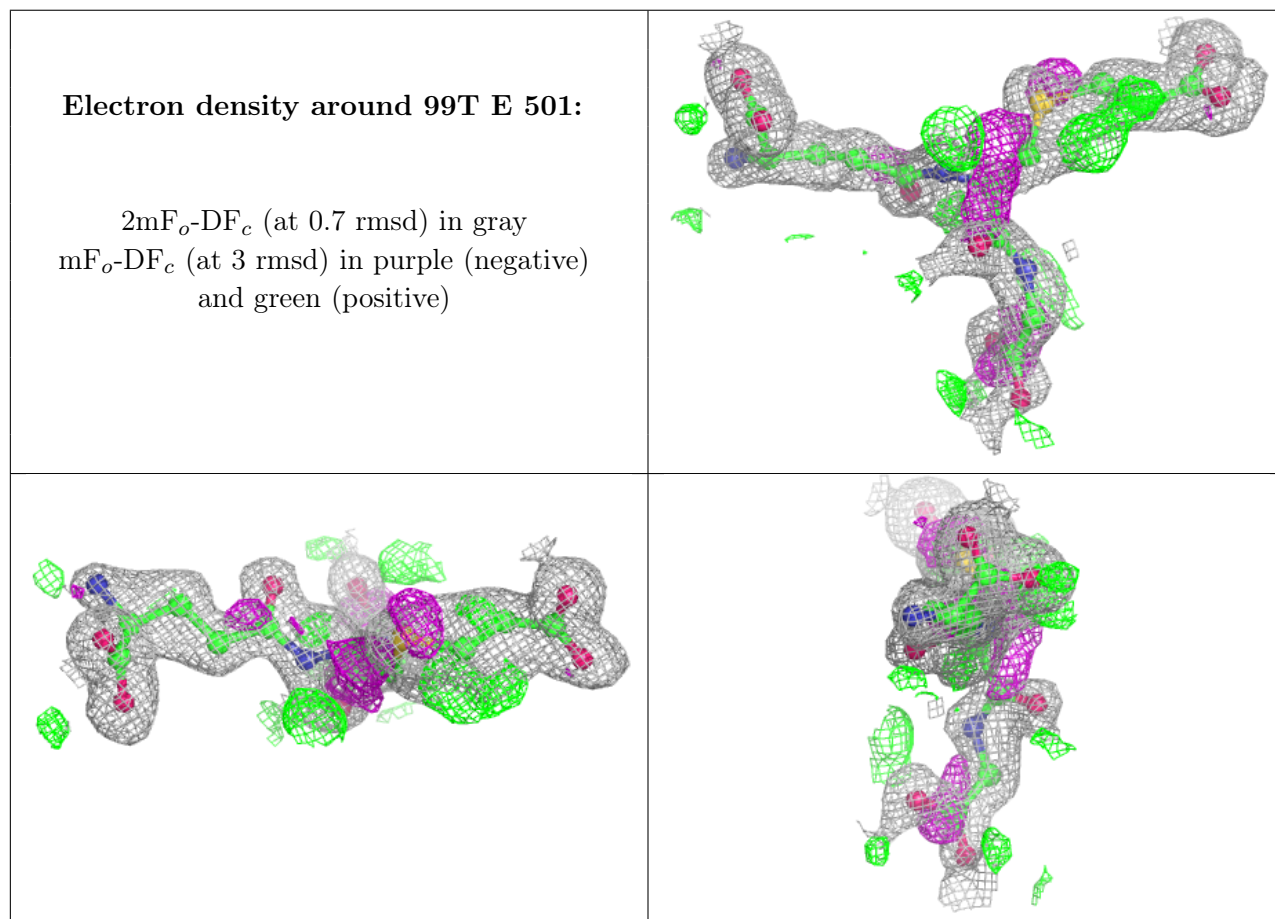 Electron density around 99T E 501:
2mFo-DFc (at 0.7 rmsd) in gray
mFo-DFc (at 3 rmsd) in purple (negative)
and green (positive)